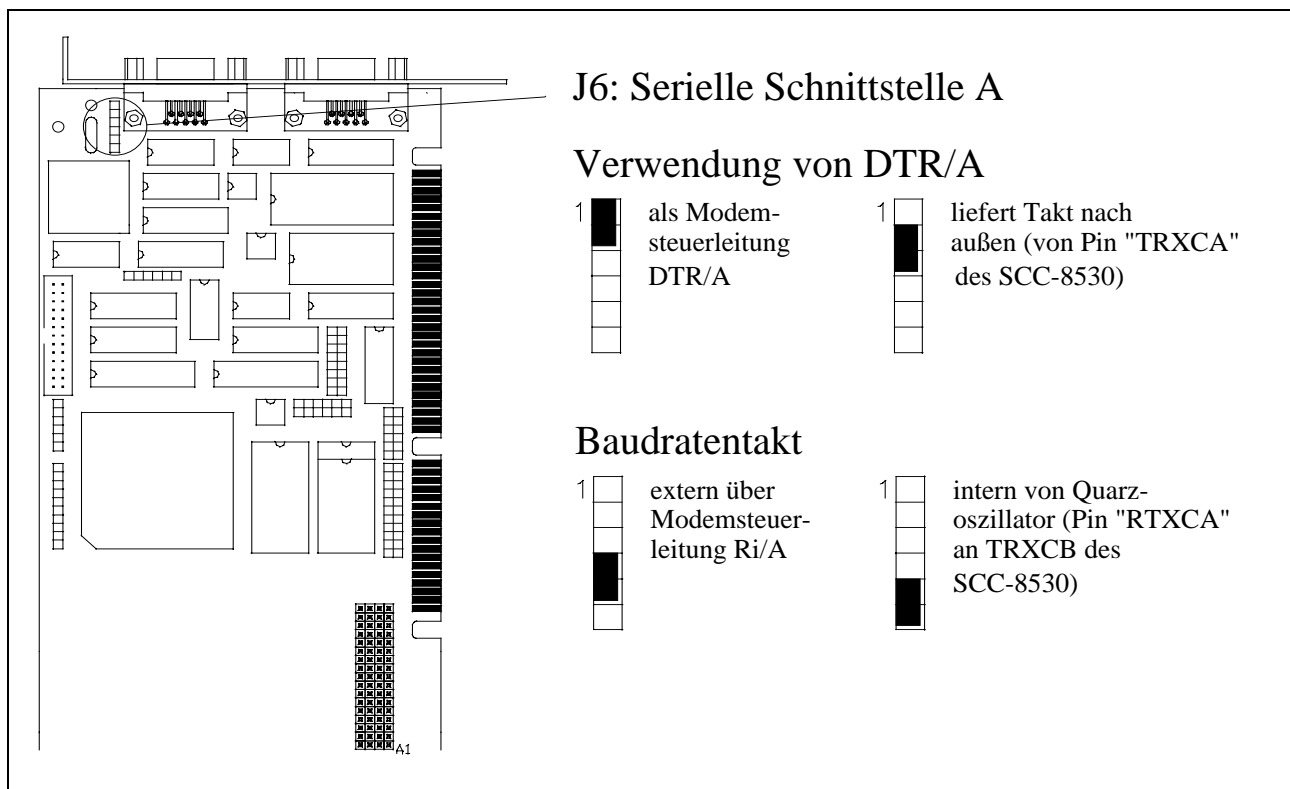 J6: Serielle Schnittstelle A
Verwendung von DTR/A
1
als Modem-
steuerleitung
DTR/A
1
liefert Takt nach
außen (von Pin "TRXCA"
des SCC-8530)
Baudratentakt
1
extern über
Modemsteuer-
leitung Ri/A
1
intern von Quarz-
oszillator (Pin "RTXCA"
an TRXCB des
SCC-8530)
A1